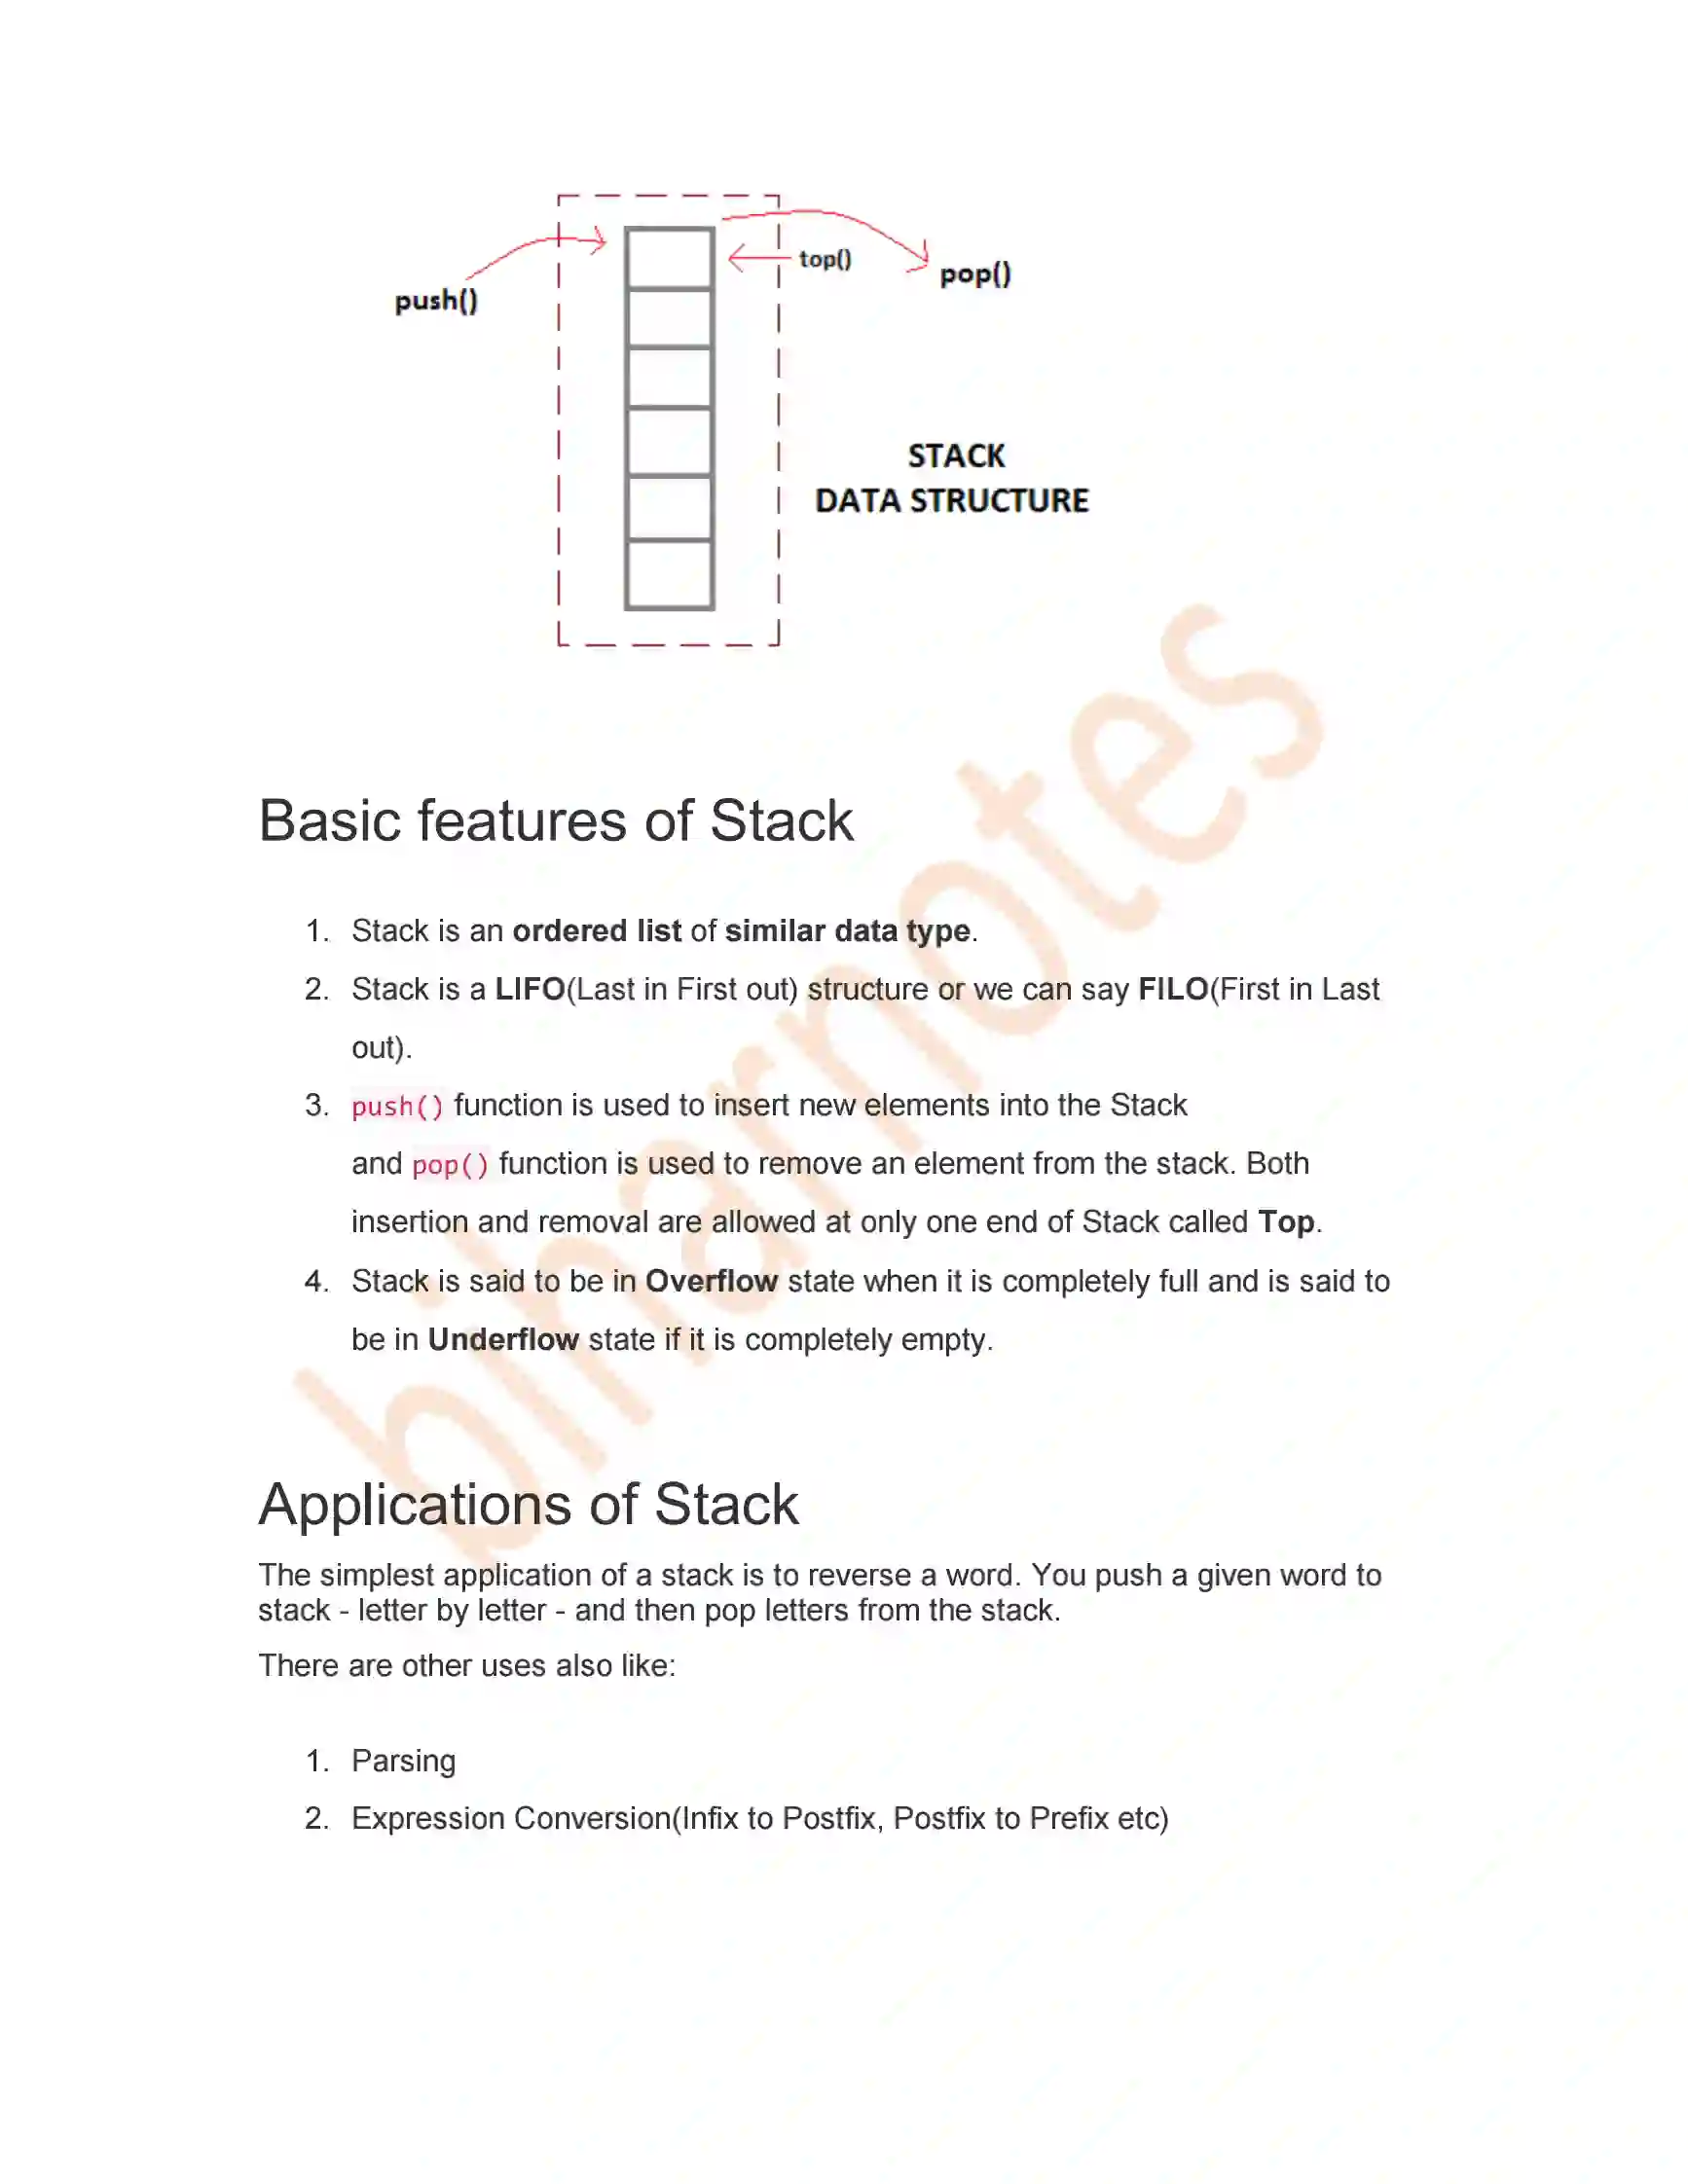 push()
top()
pop()
STACK
DATA STRUCTURE
Basic features of Stack
1. Stack is an ordered list of similar data type.
2. Stack is a LIFO(Last in First out) structure or we can say FILO(First in Last
out).
3. push() function is used to insert new elements into the Stack
and pop() function is used to remove an element from the stack. Both
insertion and removal are allowed at only one end of Stack called Top.
4. Stack is said to be in Overflow state when it is completely full and is said to
be in Underflow state if it is completely empty.
Applications of Stack
The simplest application of a stack is to reverse a word. You push a given word to
stack - letter by letter - and then pop letters from the stack.
There are other uses also like:
1. Parsing
2. Expression Conversion(Infix to Postfix, Postfix to Prefix etc)
biharnotes